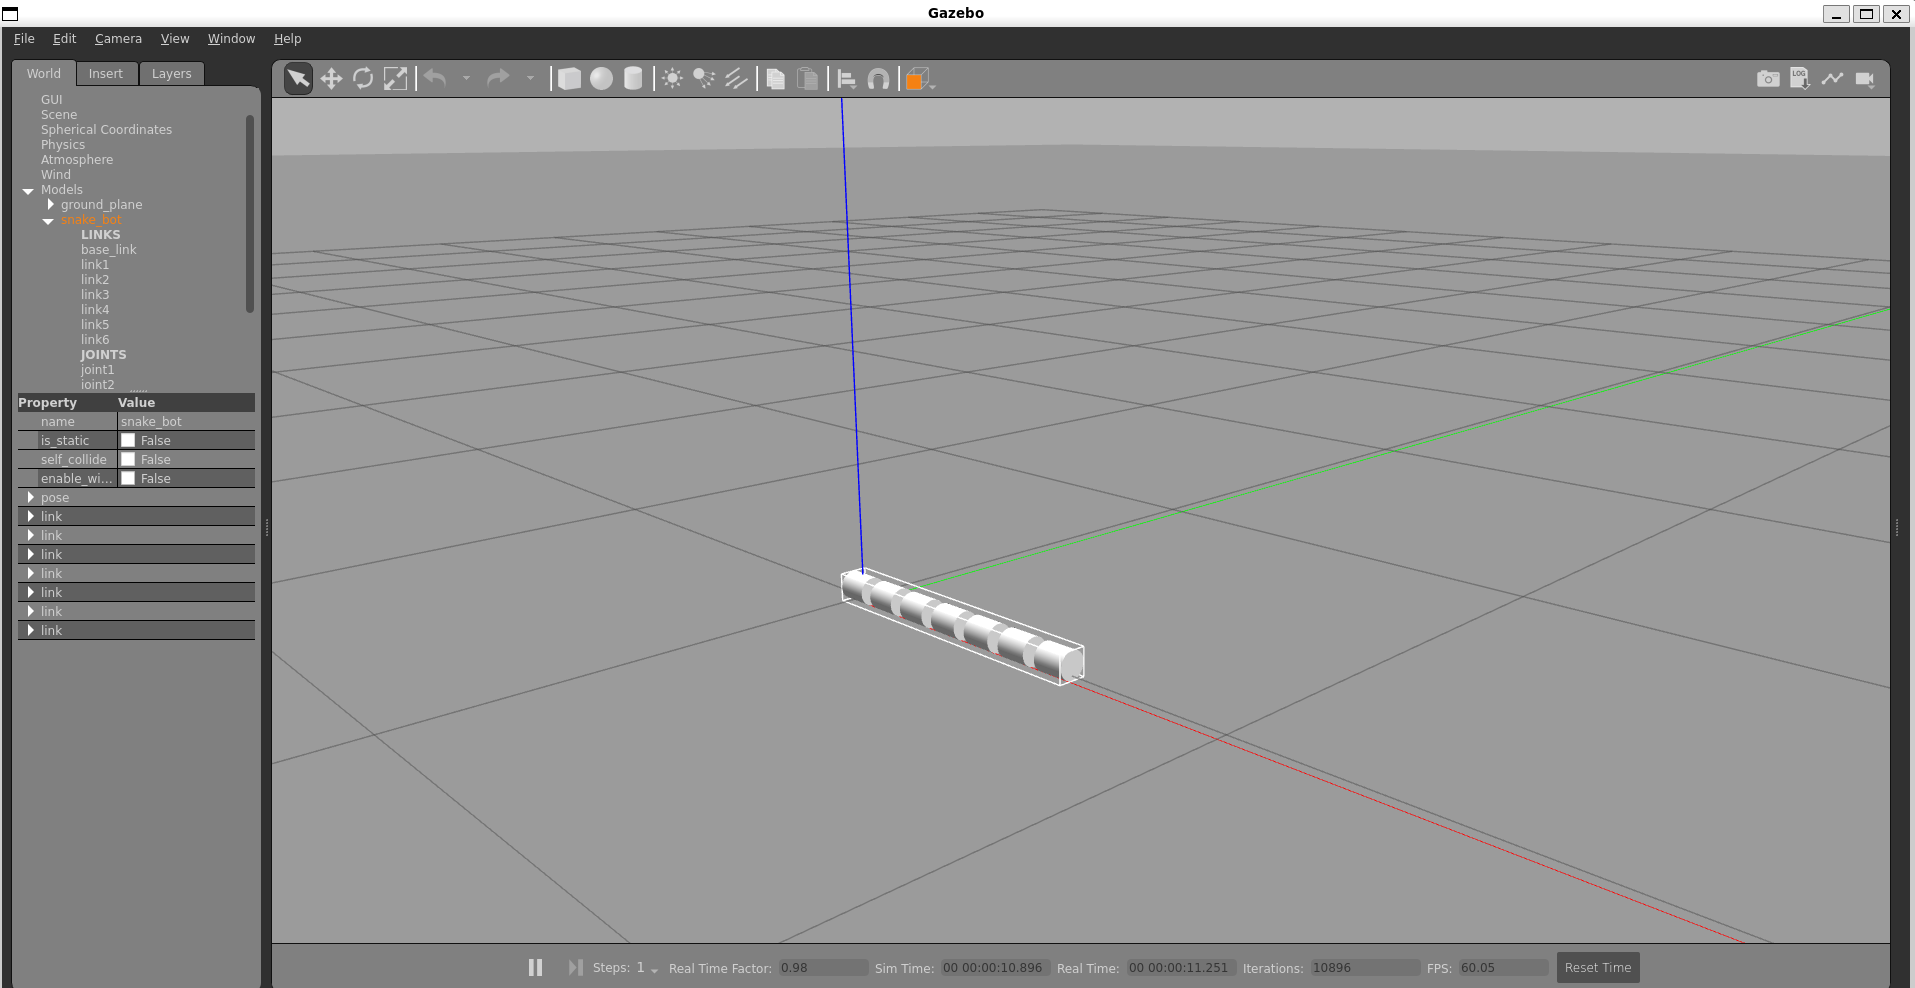 Gazebo
File Edit Camera View Window Help
World Insert Layers
GUI
Scene
Spherical Coordinates
Physics
Atmosphere
Wind
Models
ground_plane
snake_bot
LINKS
base_link
link1
link2
link3
link4
link5
link6
JOINTS
joint1
joint2
Property Value
name snake_bot
is_static False
self_collide False
enable_wi... False
pose
link
link
link
link
link
link
link
LOG
Steps: 1 Real Time Factor: 0.98 Sim Time: 00 00:00:10.896 Real Time: 00 00:00:11.251 Iterations: 10896 FPS: 60.05 Reset Time